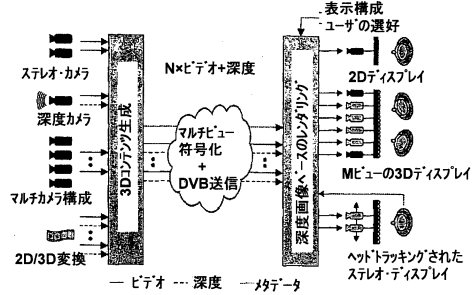 ステレオ・カメラ
深度カメラ
マルチカメラ構成
2D/3D変換
3Dコンテンツ生成
N×ビデオ+深度
マルチビュー
符号化
+
DVB送信
表示構成
ユーザの選好
深度画像ベースのレンダリング
2Dディスプレイ
Mビューの3Dディスプレイ
ヘッドトラッキングされた
ステレオ・ディスプレイ
ビデオ
深度
メタデータ